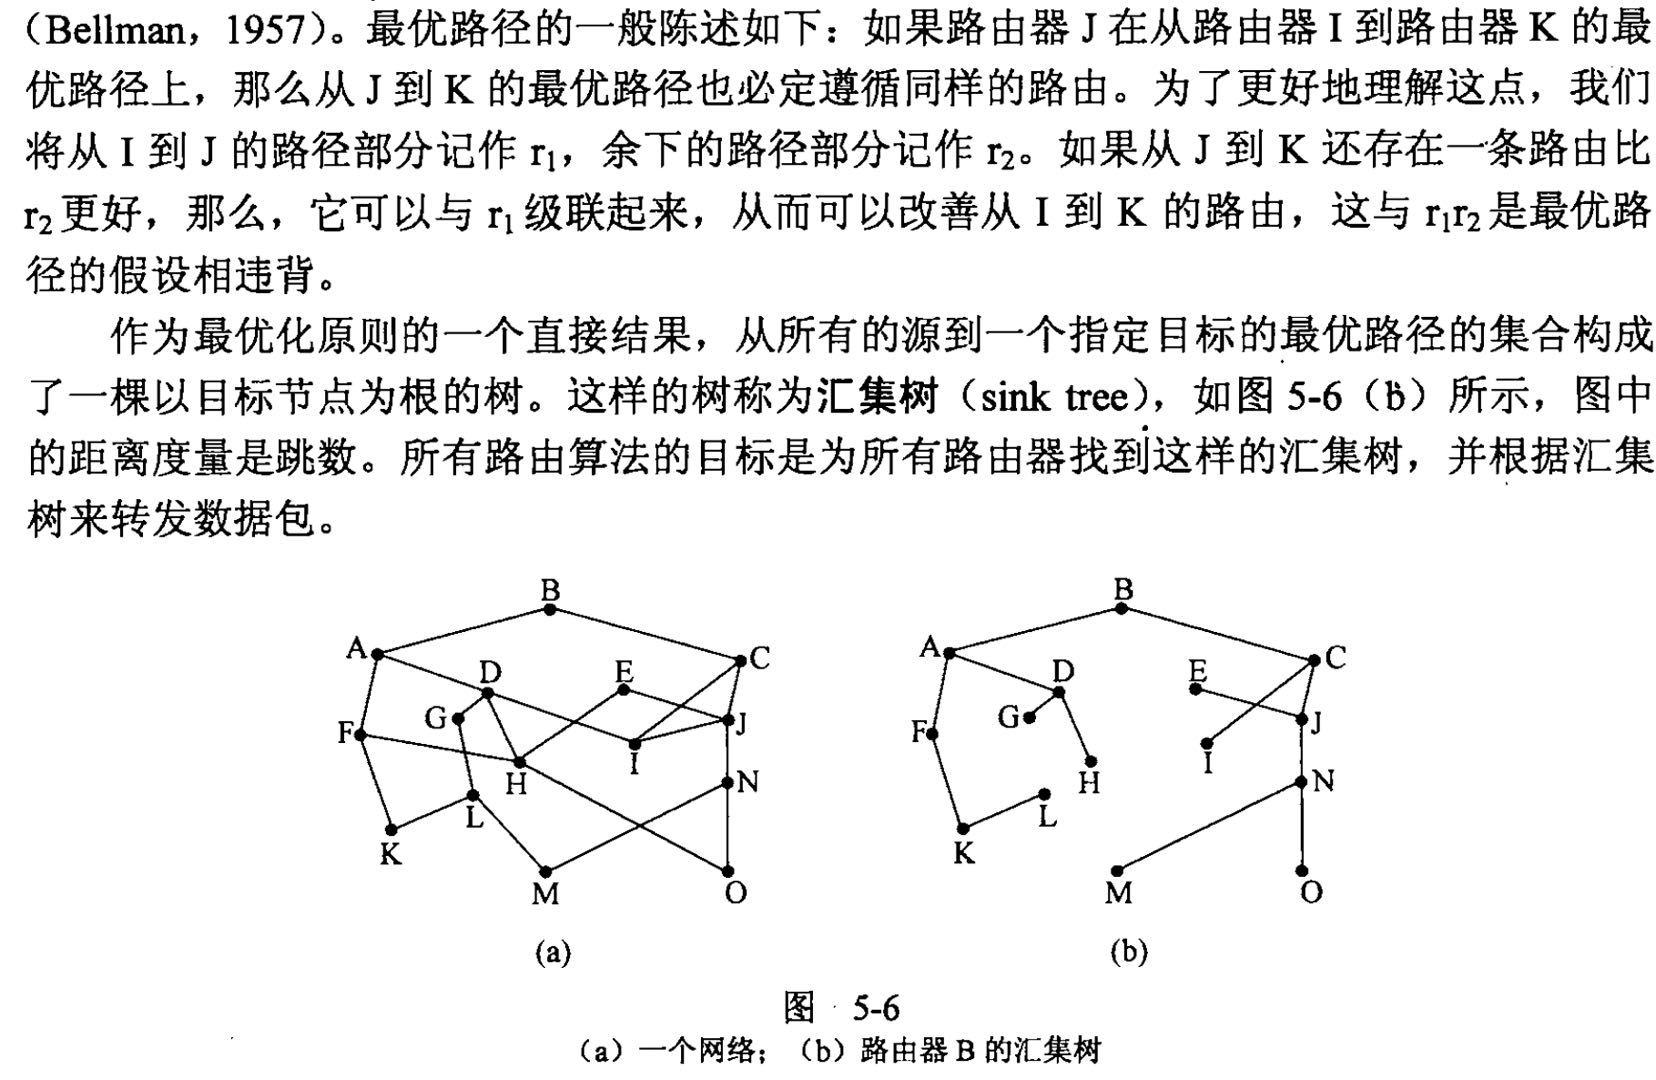 （Bellman，1957）。最优路径的一般陈述如下：如果路由器 J 在从路由器 I 到路由器 K 的最
优路径上，那么从 J 到 K 的最优路径也必定遵循同样的路由。为了更好地理解这点，我们
将从 I 到 J 的路径部分记作 r₁，余下的路径部分记作 r₂。如果从 J 到 K 还存在一条路由比
r₂更好，那么，它可以与 r₁级联起来，从而可以改善从 I 到 K 的路由，这与 r₁r₂是最优路
径的假设相违背。
作为最优化原则的一个直接结果，从所有的源到一个指定目标的最优路径的集合构成
了一棵以目标节点为根的树。这样的树称为汇集树（sink tree），如图 5-6（b）所示，图中
的距离度量是跳数。所有路由算法的目标是为所有路由器找到这样的汇集树，并根据汇集
树来转发数据包。
B
A
C
D
E
G
F
J
I
H
N
L
K
M
O
(a)
B
A
C
D
E
G
F
J
I
H
N
L
K
M
O
(b)
图 5-6
（a）一个网络；（b）路由器 B 的汇集树